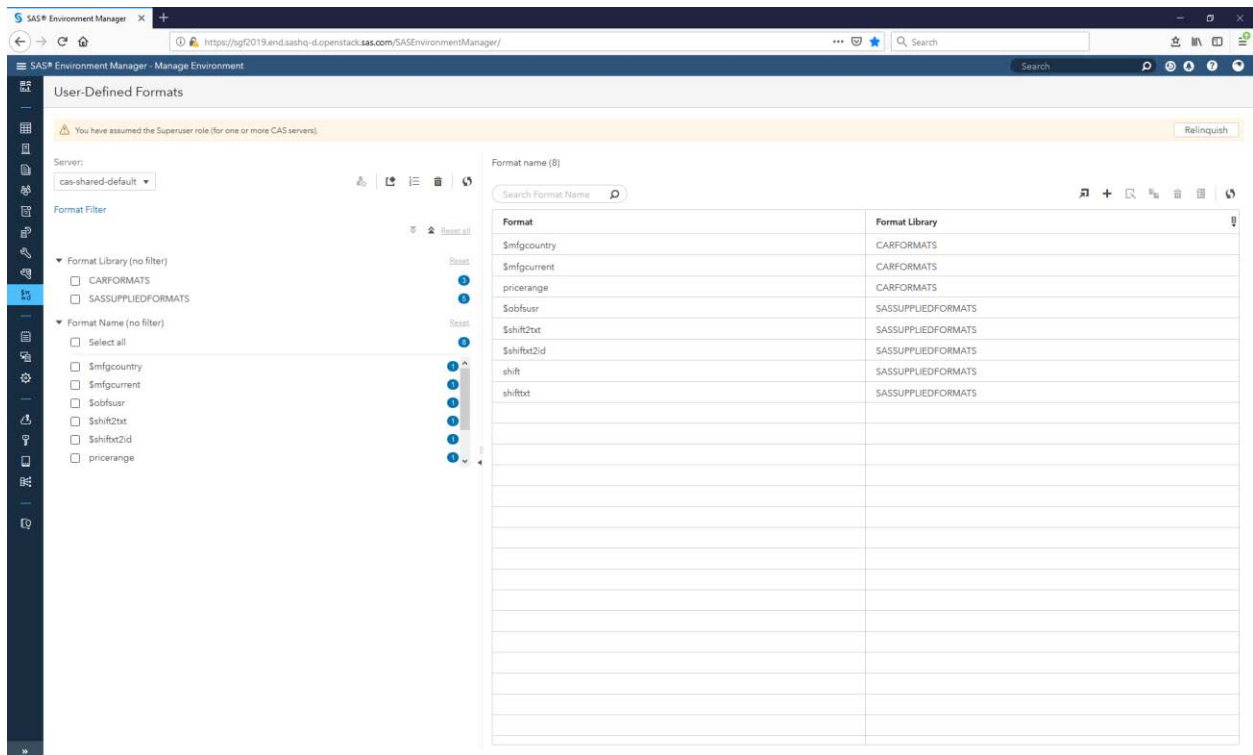 SAS® Environment Manager
https://sgf2019.end.sashq-d.openstack.sas.com/SASEnvironmentManager/
Search
SAS® Environment Manager - Manage Environment
Search
User-Defined Formats
You have assumed the Superuser role (for one or more CAS servers).
Relinquish
Server:
cas-shared-default
Format Filter
Reset all
Format Library (no filter)
Reset
CARFORMATS
3
SASSUPPLIEDFORMATS
5
Format Name (no filter)
Reset
Select all
8
$mfgcountry
1
$mfgcurrent
1
$obfsusr
1
$shift2txt
1
$shiftxt2id
1
pricerange
1
Format name (8)
Search Format Name
Format Format Library
$mfgcountry CARFORMATS
$mfgcurrent CARFORMATS
pricerange CARFORMATS
$obfsusr SASSUPPLIEDFORMATS
$shift2txt SASSUPPLIEDFORMATS
$shiftxt2id SASSUPPLIEDFORMATS
shift SASSUPPLIEDFORMATS
shifttxt SASSUPPLIEDFORMATS